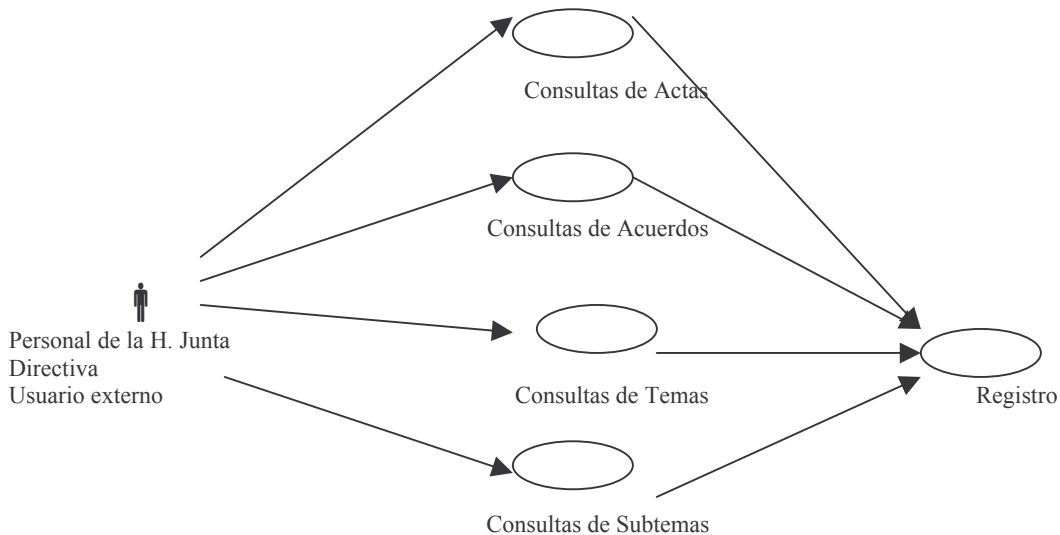 Consultas de Actas
Consultas de Acuerdos
Personal de la H. Junta
Directiva
Usuario externo
Consultas de Temas
Registro
Consultas de Subtemas